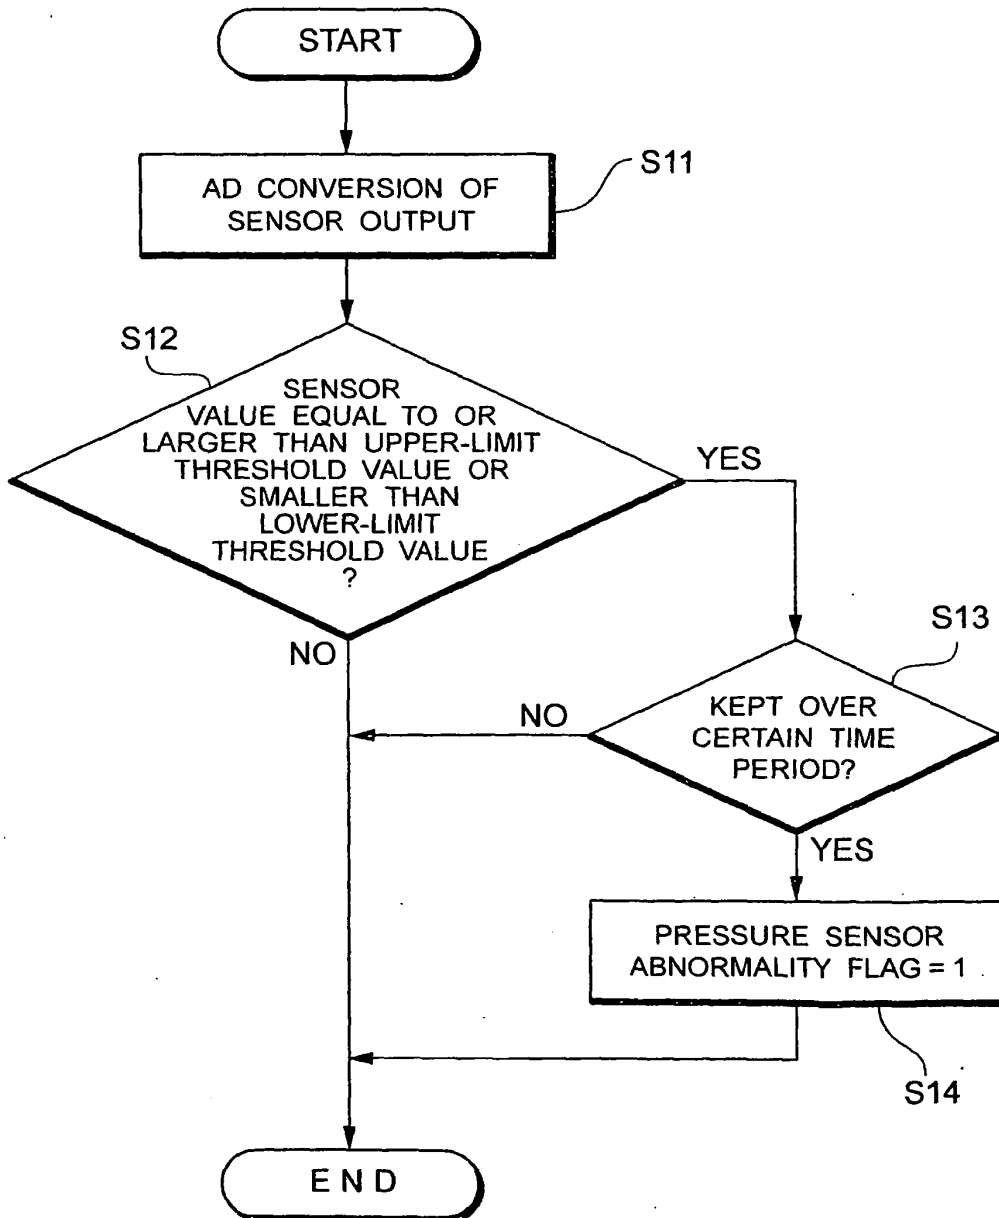 START
AD CONVERSION OF
SENSOR OUTPUT
S11
S12
SENSOR
VALUE EQUAL TO OR
LARGER THAN UPPER-LIMIT
THRESHOLD VALUE OR
SMALLER THAN
LOWER-LIMIT
THRESHOLD VALUE
?
YES
NO
S13
KEPT OVER
CERTAIN TIME
PERIOD?
NO
YES
PRESSURE SENSOR
ABNORMALITY FLAG = 1
S14
END